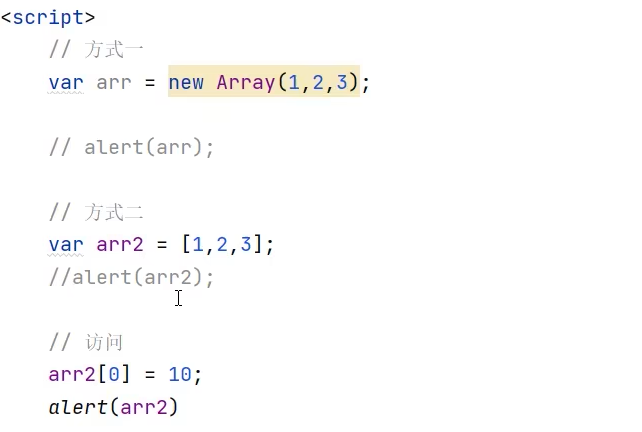 <script>
// 方式一
var arr = new Array(1,2,3);
// alert(arr);
// 方式二
var arr2 = [1,2,3];
//alert(arr2);
// 访问
arr2[0] = 10;
alert(arr2)